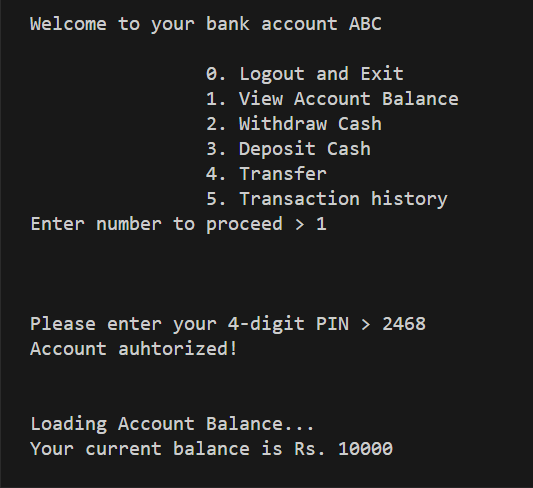 Welcome to your bank account ABC
0. Logout and Exit
1. View Account Balance
2. Withdraw Cash
3. Deposit Cash
4. Transfer
5. Transaction history
Enter number to proceed > 1
Please enter your 4-digit PIN > 2468
Account auhtorized!
Loading Account Balance...
Your current balance is Rs. 10000